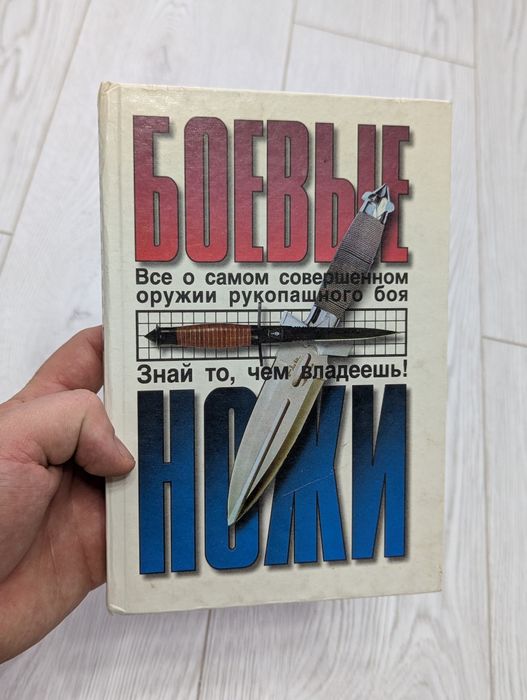 БОЕВЫЕ
Все о самом совершенном
оружии рукопашного боя
Знай то, чем владеешь!
НОЖИ